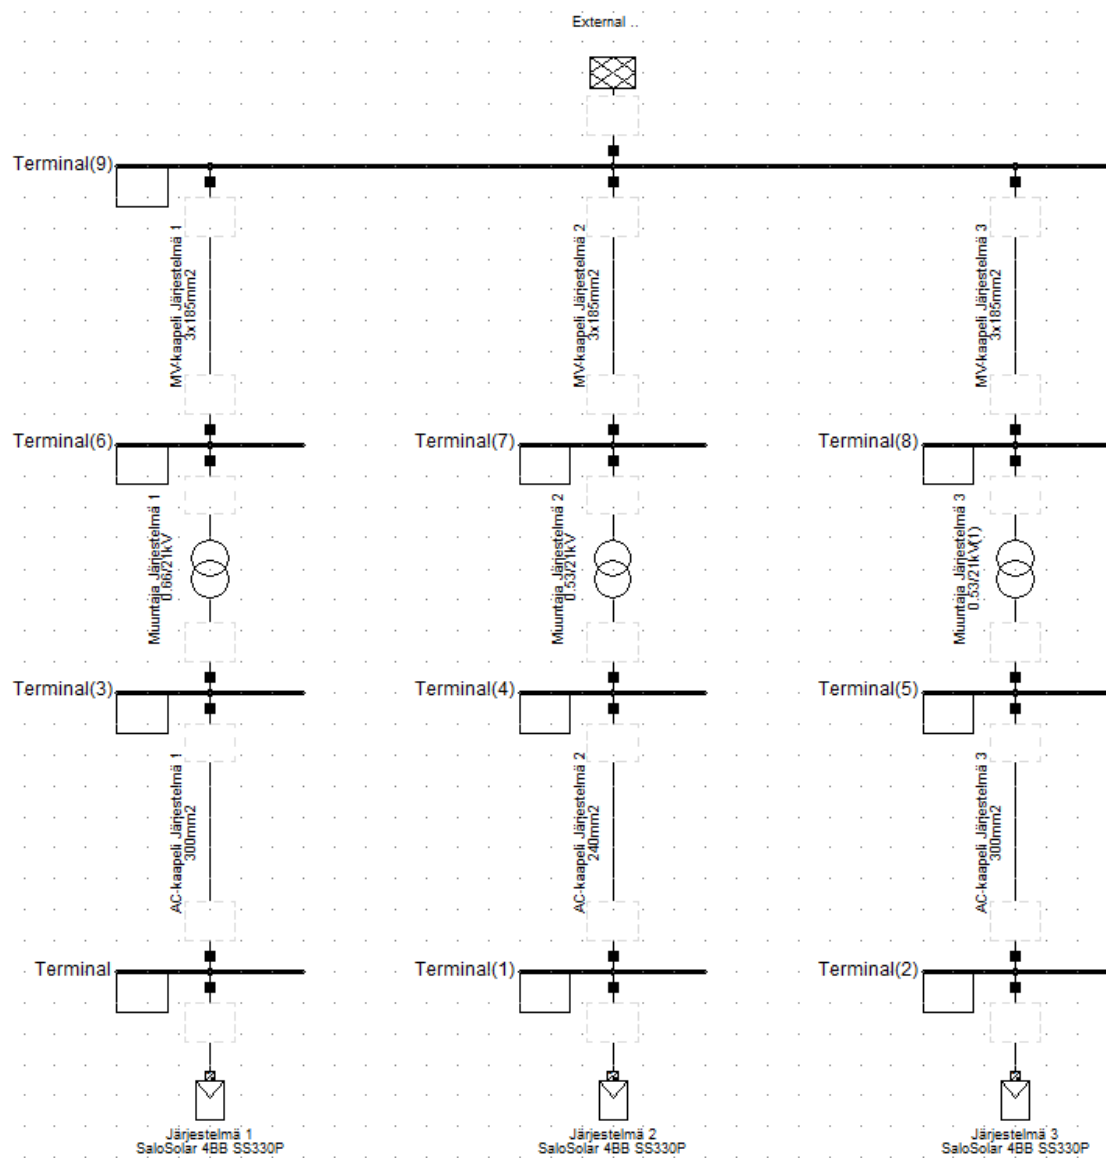 External ..
Terminal(9)
MV-kaapeli Järjestelmä 1
3x185mm2
MV-kaapeli Järjestelmä 2
3x185mm2
MV-kaapeli Järjestelmä 3
3x185mm2
Terminal(6)
Terminal(7)
Terminal(8)
Muuntaja Järjestelmä 1
0.66/21kV
Muuntaja Järjestelmä 2
0.53/21kV
Muuntaja Järjestelmä 3
0.53/21kV(1)
Terminal(3)
Terminal(4)
Terminal(5)
AC-kaapeli Järjestelmä 1
300mm2
AC-kaapeli Järjestelmä 2
240mm2
AC-kaapeli Järjestelmä 3
300mm2
Terminal
Terminal(1)
Terminal(2)
Järjestelmä 1
SaloSolar 4BB SS330P
Järjestelmä 2
SaloSolar 4BB SS330P
Järjestelmä 3
SaloSolar 4BB SS330P